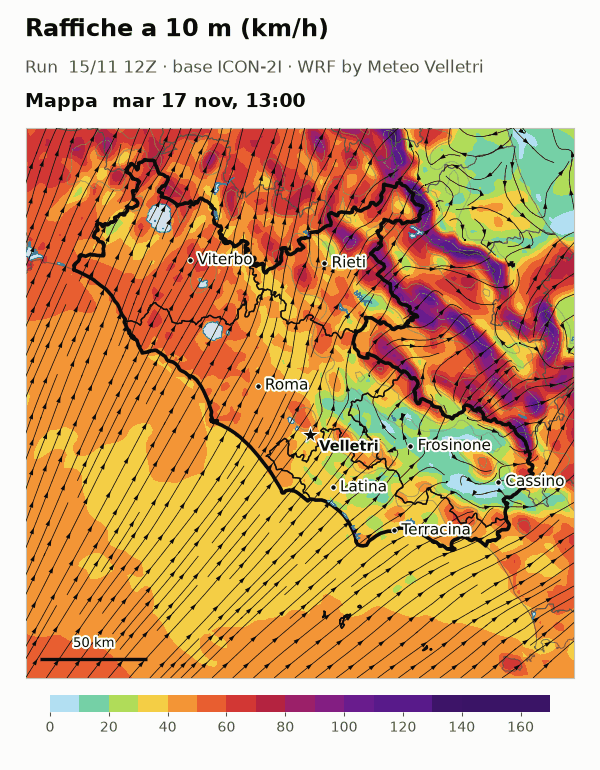 Raffiche a 10 m (km/h)
Run  15/11 12Z · base ICON-2I · WRF by Meteo Velletri
Mappa  mar 17 nov, 13:00
Viterbo
Rieti
Roma
Velletri
Frosinone
Cassino
Latina
Terracina
50 km
0 20 40 60 80 100 120 140 160